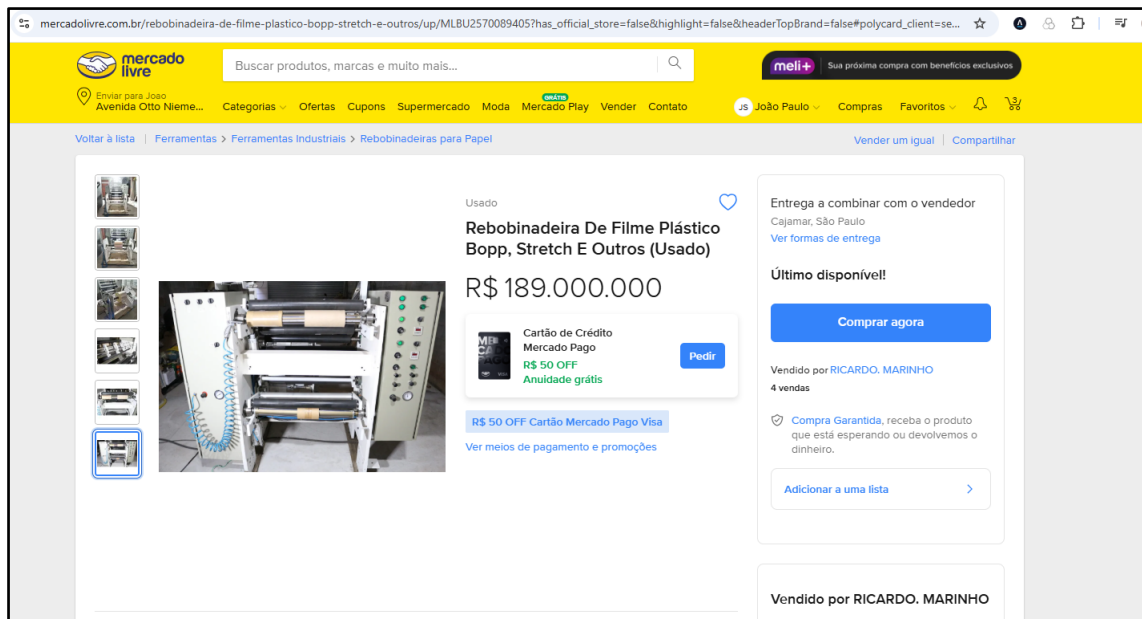 mercadolivre.com.br/rebobinadeira-de-filme-plastico-bopp-stretch-e-outros/up/MLBU2570089405?has_official_store=false&highlight=false&headerTopBrand=false#polycard_client=se...
mercado
livre
Buscar produtos, marcas e muito mais...
meli+ Sua próxima compra com benefícios exclusivos
Enviar para Joao
Avenida Otto Nieme...
Categorias Ofertas Cupons Supermercado Moda Mercado Play GRÁTIS Vender Contato
JS João Paulo Compras Favoritos 3
Voltar à lista | Ferramentas > Ferramentas Industriais > Rebobinadeiras para Papel
Vender um igual | Compartilhar
Usado
Rebobinadeira De Filme Plástico
Bopp, Stretch E Outros (Usado)
R$ 189.000.000
Cartão de Crédito
Mercado Pago
R$ 50 OFF
Anuidade grátis
Pedir
R$ 50 OFF Cartão Mercado Pago Visa
Ver meios de pagamento e promoções
Entrega a combinar com o vendedor
Cajamar, São Paulo
Ver formas de entrega
Último disponível!
Comprar agora
Vendido por RICARDO. MARINHO
4 vendas
Compra Garantida, receba o produto
que está esperando ou devolvemos o
dinheiro.
Adicionar a uma lista
Vendido por RICARDO. MARINHO